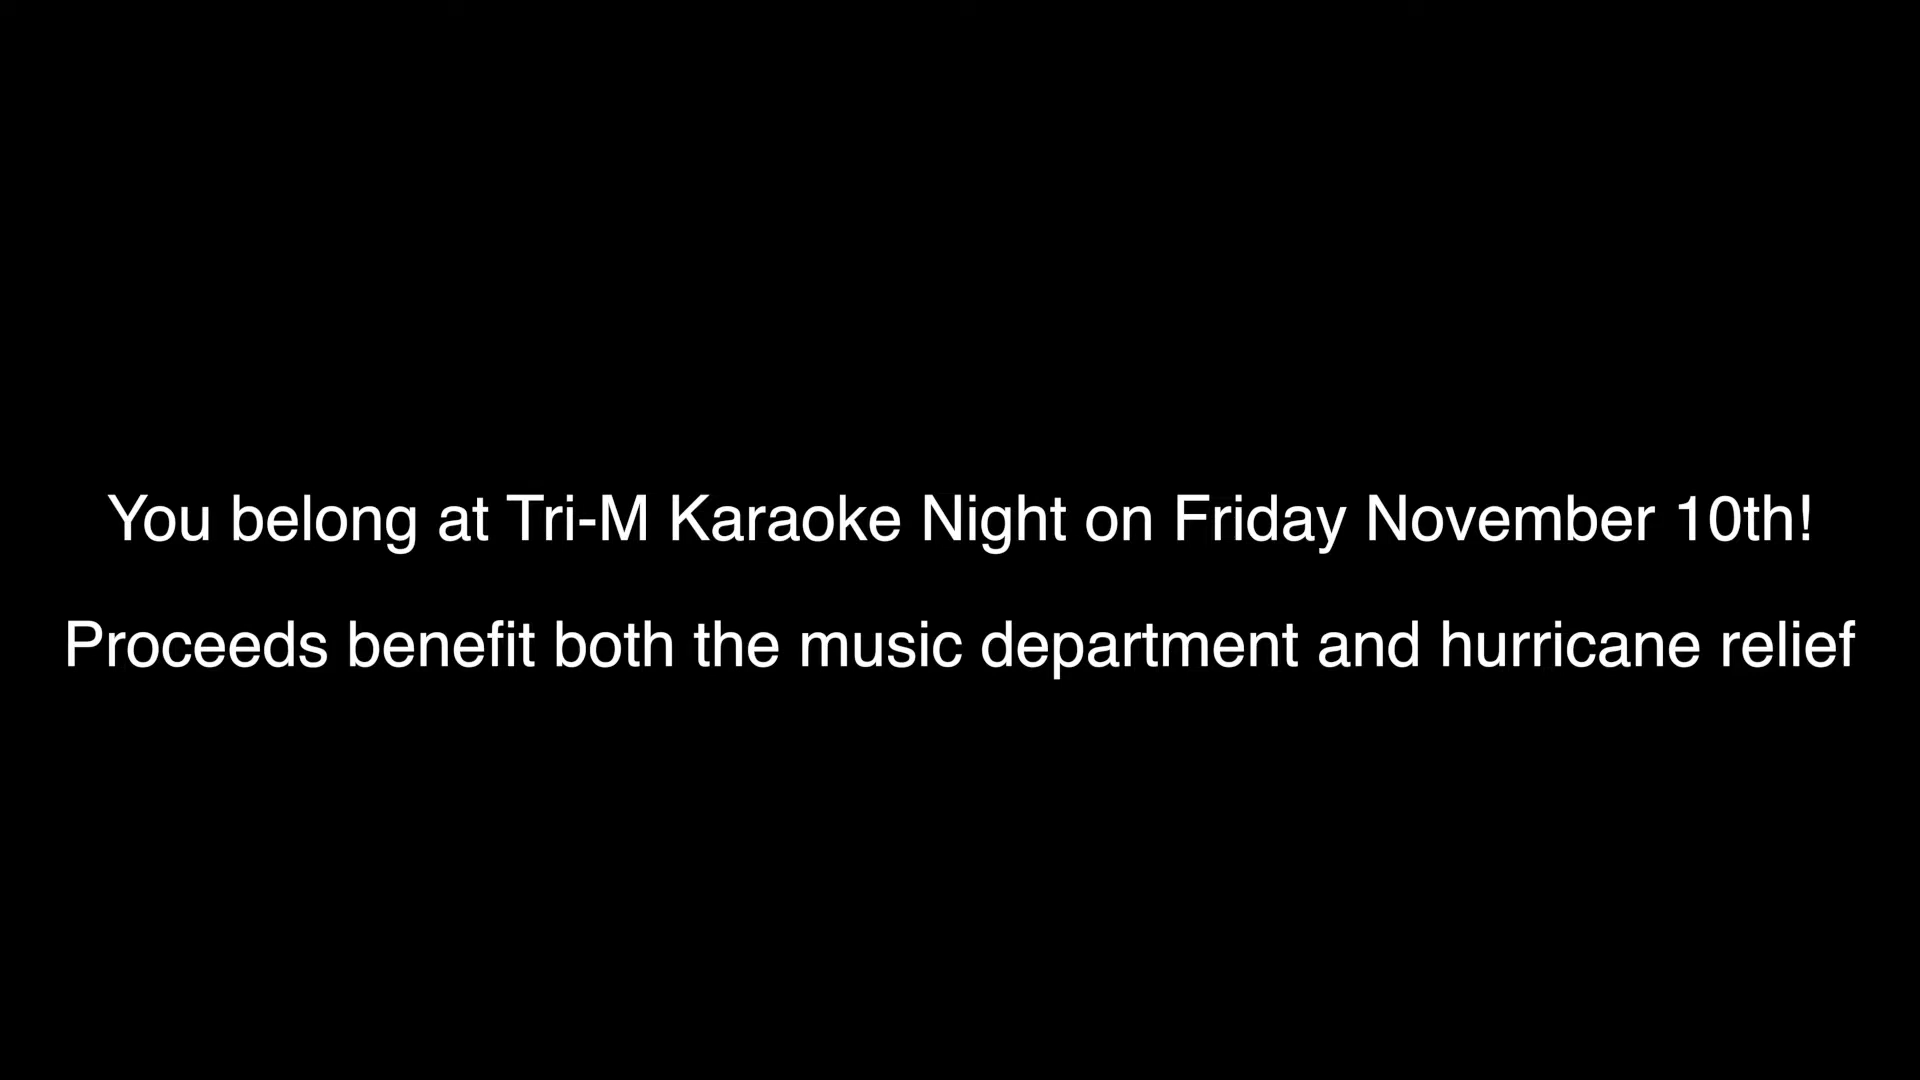 You belong at Tri-M Karaoke Night on Friday November 10th!
Proceeds benefit both the music department and hurricane relief